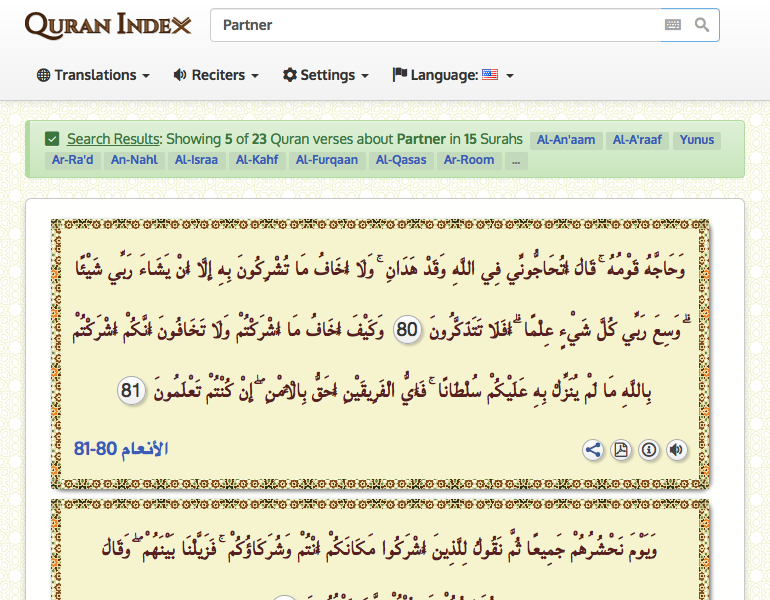 QURAN INDEX
Partner
Translations Reciters Settings Language:
Search Results: Showing 5 of 23 Quran verses about Partner in 15 Surahs Al-An'aam Al-A'raaf Yunus
Ar-Ra'd An-Nahl Al-Israa Al-Kahf Al-Furqaan Al-Qasas Ar-Room ...
وَحَاجَّهُ قَوْمُهُ ۚ قَالَ أَتُحَاجُّونِّي فِي اللَّهِ وَقَدْ هَدَانِ ۚ وَلَا أَخَافُ مَا تُشْرِكُونَ بِهِ إِلَّا أَنْ يَشَاءَ رَبِّي شَيْئًا
ۗ وَسِعَ رَبِّي كُلَّ شَيْءٍ عِلْمًا ۗ أَفَلَا تَتَذَكَّرُونَ 80 وَكَيْفَ أَخَافُ مَا أَشْرَكْتُمْ وَلَا تَخَافُونَ أَنَّكُمْ أَشْرَكْتُمْ
بِاللَّهِ مَا لَمْ يُنَزِّلْ بِهِ عَلَيْكُمْ سُلْطَانًا ۚ فَأَيُّ الْفَرِيقَيْنِ أَحَقُّ بِالْأَمْنِ ۖ إِنْ كُنْتُمْ تَعْلَمُونَ 81
الأنعام 80-81
وَيَوْمَ نَحْشُرُهُمْ جَمِيعًا ثُمَّ نَقُولُ لِلَّذِينَ أَشْرَكُوا مَكَانَكُمْ أَنْتُمْ وَشُرَكَاؤُكُمْ ۚ فَزَيَّلْنَا بَيْنَهُمْ ۖ وَقَالَ